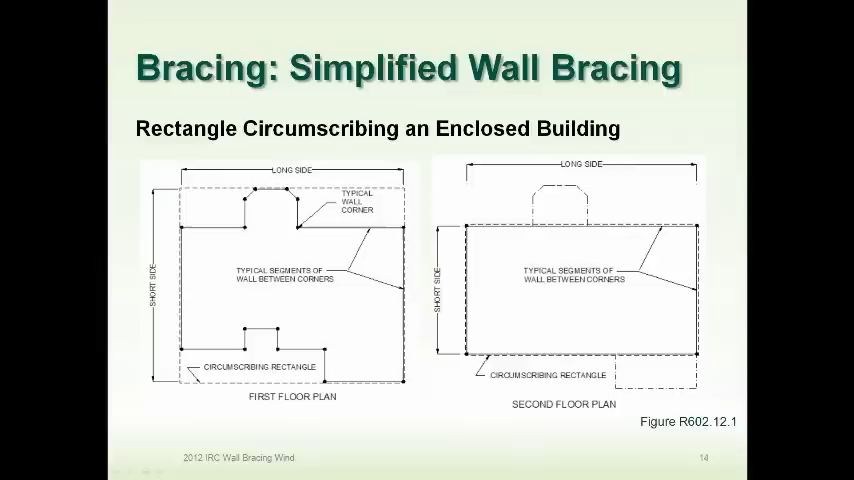 Bracing: Simplified Wall Bracing
Rectangle Circumscribing an Enclosed Building
LONG SIDE
TYPICAL
WALL
CORNER
SHORT SIDE
TYPICAL SEGMENTS OF
WALL BETWEEN CORNERS
CIRCUMSCRIBING RECTANGLE
FIRST FLOOR PLAN
LONG SIDE
SHORT SIDE
TYPICAL SEGMENTS OF
WALL BETWEEN CORNERS
CIRCUMSCRIBING RECTANGLE
SECOND FLOOR PLAN
Figure R602.12.1
2012 IRC Wall Bracing Wind
14